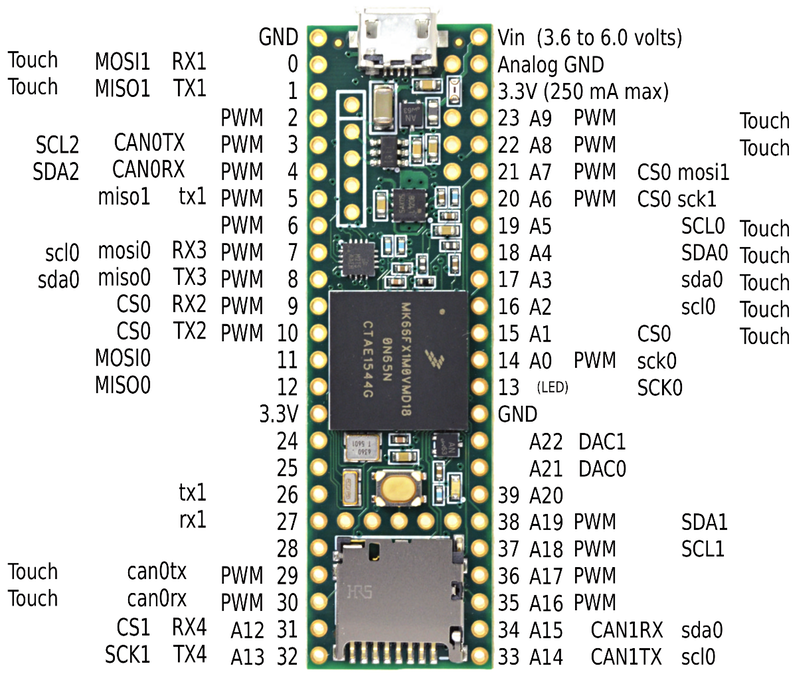 GND Vin (3.6 to 6.0 volts)
Touch MOSI1 RX1 0 Analog GND
Touch MISO1 TX1 1 3.3V (250 mA max)
PWM 2 23 A9 PWM Touch
SCL2 CAN0TX PWM 3 22 A8 PWM Touch
SDA2 CAN0RX PWM 4 21 A7 PWM CS0 mosi1
miso1 tx1 PWM 5 20 A6 PWM CS0 sck1
PWM 6 19 A5 SCL0 Touch
scl0 mosi0 RX3 PWM 7 18 A4 SDA0 Touch
sda0 miso0 TX3 PWM 8 17 A3 sda0 Touch
CS0 RX2 PWM 9 16 A2 scl0 Touch
CS0 TX2 PWM 10 15 A1 CS0 Touch
MOSI0 11 14 A0 PWM sck0
MISO0 12 13 (LED) SCK0
3.3V GND
24 A22 DAC1
25 A21 DAC0
tx1 26 39 A20
rx1 27 38 A19 PWM SDA1
28 37 A18 PWM SCL1
Touch can0tx PWM 29 36 A17 PWM
Touch can0rx PWM 30 35 A16 PWM
CS1 RX4 A12 31 34 A15 CAN1RX sda0
SCK1 TX4 A13 32 33 A14 CAN1TX scl0
MK66FX1M0VMD18
0N65N
CTAE1544G
HRS